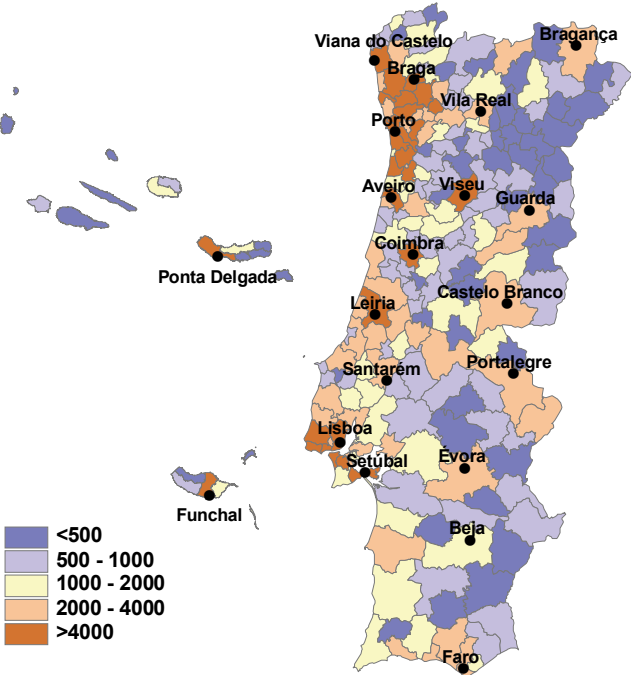 Bragança
Viana do Castelo
Braga
Vila Real
Porto
Aveiro
Viseu
Guarda
Coimbra
Ponta Delgada
Castelo Branco
Leiria
Portalegre
Santarém
Lisboa
Évora
Setúbal
Funchal
Beja
Faro
<500
500 - 1000
1000 - 2000
2000 - 4000
>4000